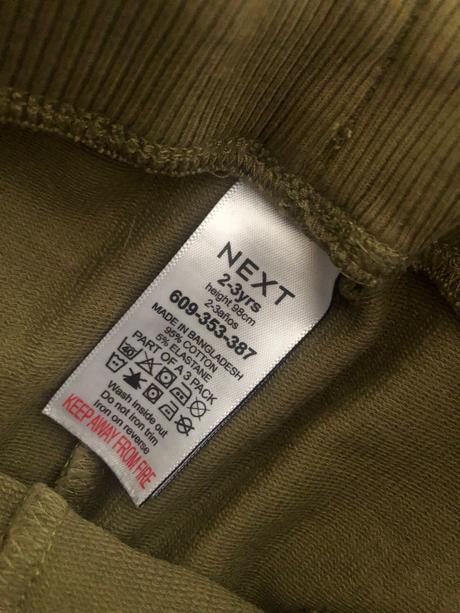 NEXT
2-3yrs
height 98cm
2-3años
609-353-387
MADE IN BANGLADESH
95% COTTON
5% ELASTANE
PART OF A 3 PACK
Wash inside out
Do not iron trim
Iron on reverse
KEEP AWAY FROM FIRE